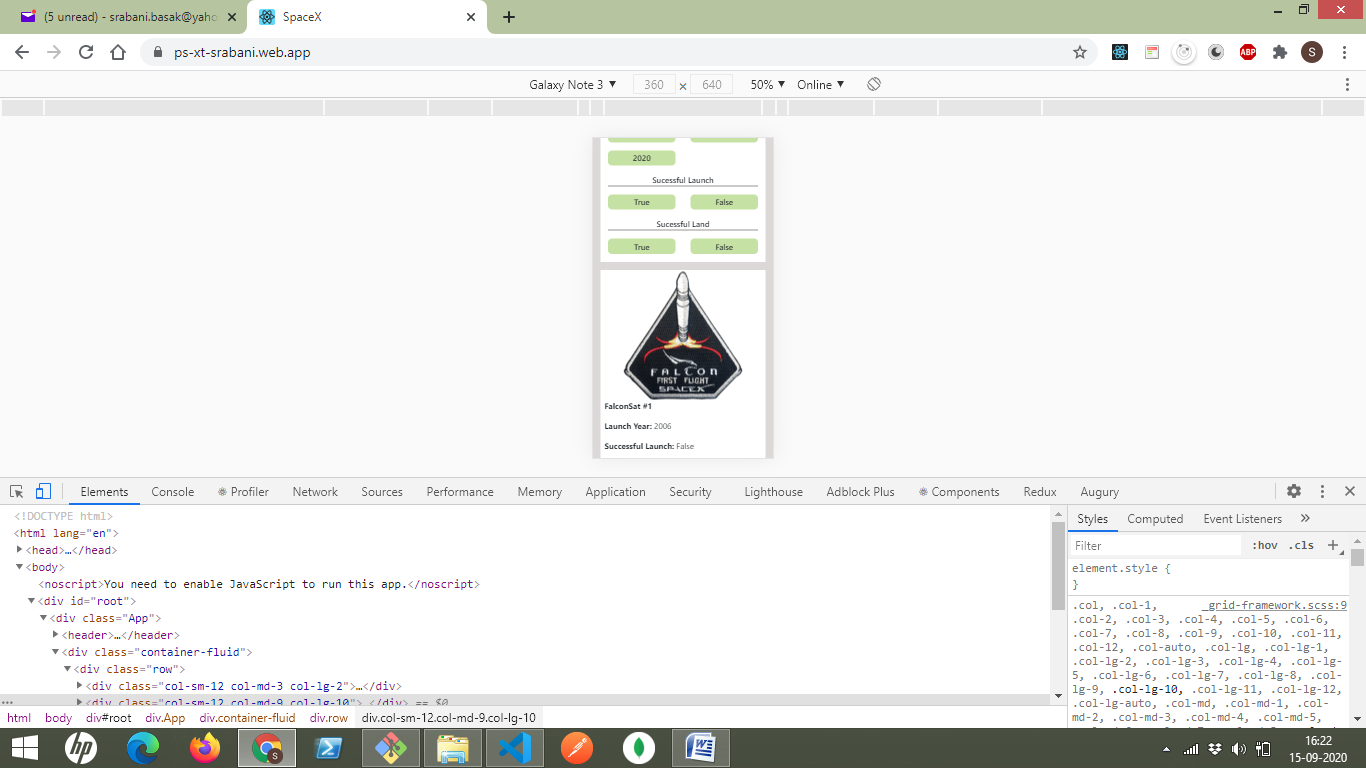 (5 unread) - srabani.basak@yaho
SpaceX
ps-xt-srabani.web.app
ABP
S
Galaxy Note 3 ▼ 360 × 640 50% ▼ Online ▼
2020
Sucessful Launch
True False
Sucessful Land
True False
FALCON
FIRST FLIGHT
SPACEX
FalconSat #1
Launch Year: 2006
Successful Launch: False
Elements Console Profiler Network Sources Performance Memory Application Security Lighthouse Adblock Plus Components Redux Augury
<!DOCTYPE html>
<html lang="en">
<head>…</head>
<body>
<noscript>You need to enable JavaScript to run this app.</noscript>
<div id="root">
<div class="App">
<header>…</header>
<div class="container-fluid">
<div class="row">
<div class="col-sm-12 col-md-3 col-lg-2">…</div>
<div class="col-sm-12 col-md-9 col-lg-10">…</div> == $0
html body div#root div.App div.container-fluid div.row div.col-sm-12.col-md-9.col-lg-10
Styles Computed Event Listeners »
Filter :hov .cls +
element.style {
}
.col, .col-1, _grid-framework.scss:9
.col-2, .col-3, .col-4, .col-5, .col-6,
.col-7, .col-8, .col-9, .col-10, .col-11,
.col-12, .col-auto, .col-lg, .col-lg-1,
.col-lg-2, .col-lg-3, .col-lg-4, .col-lg-
5, .col-lg-6, .col-lg-7, .col-lg-8, .col-
lg-9, .col-lg-10, .col-lg-11, .col-lg-12,
.col-lg-auto, .col-md, .col-md-1, .col-
md-2, .col-md-3, .col-md-4, .col-md-5,
hp
S
W
16:22
15-09-2020